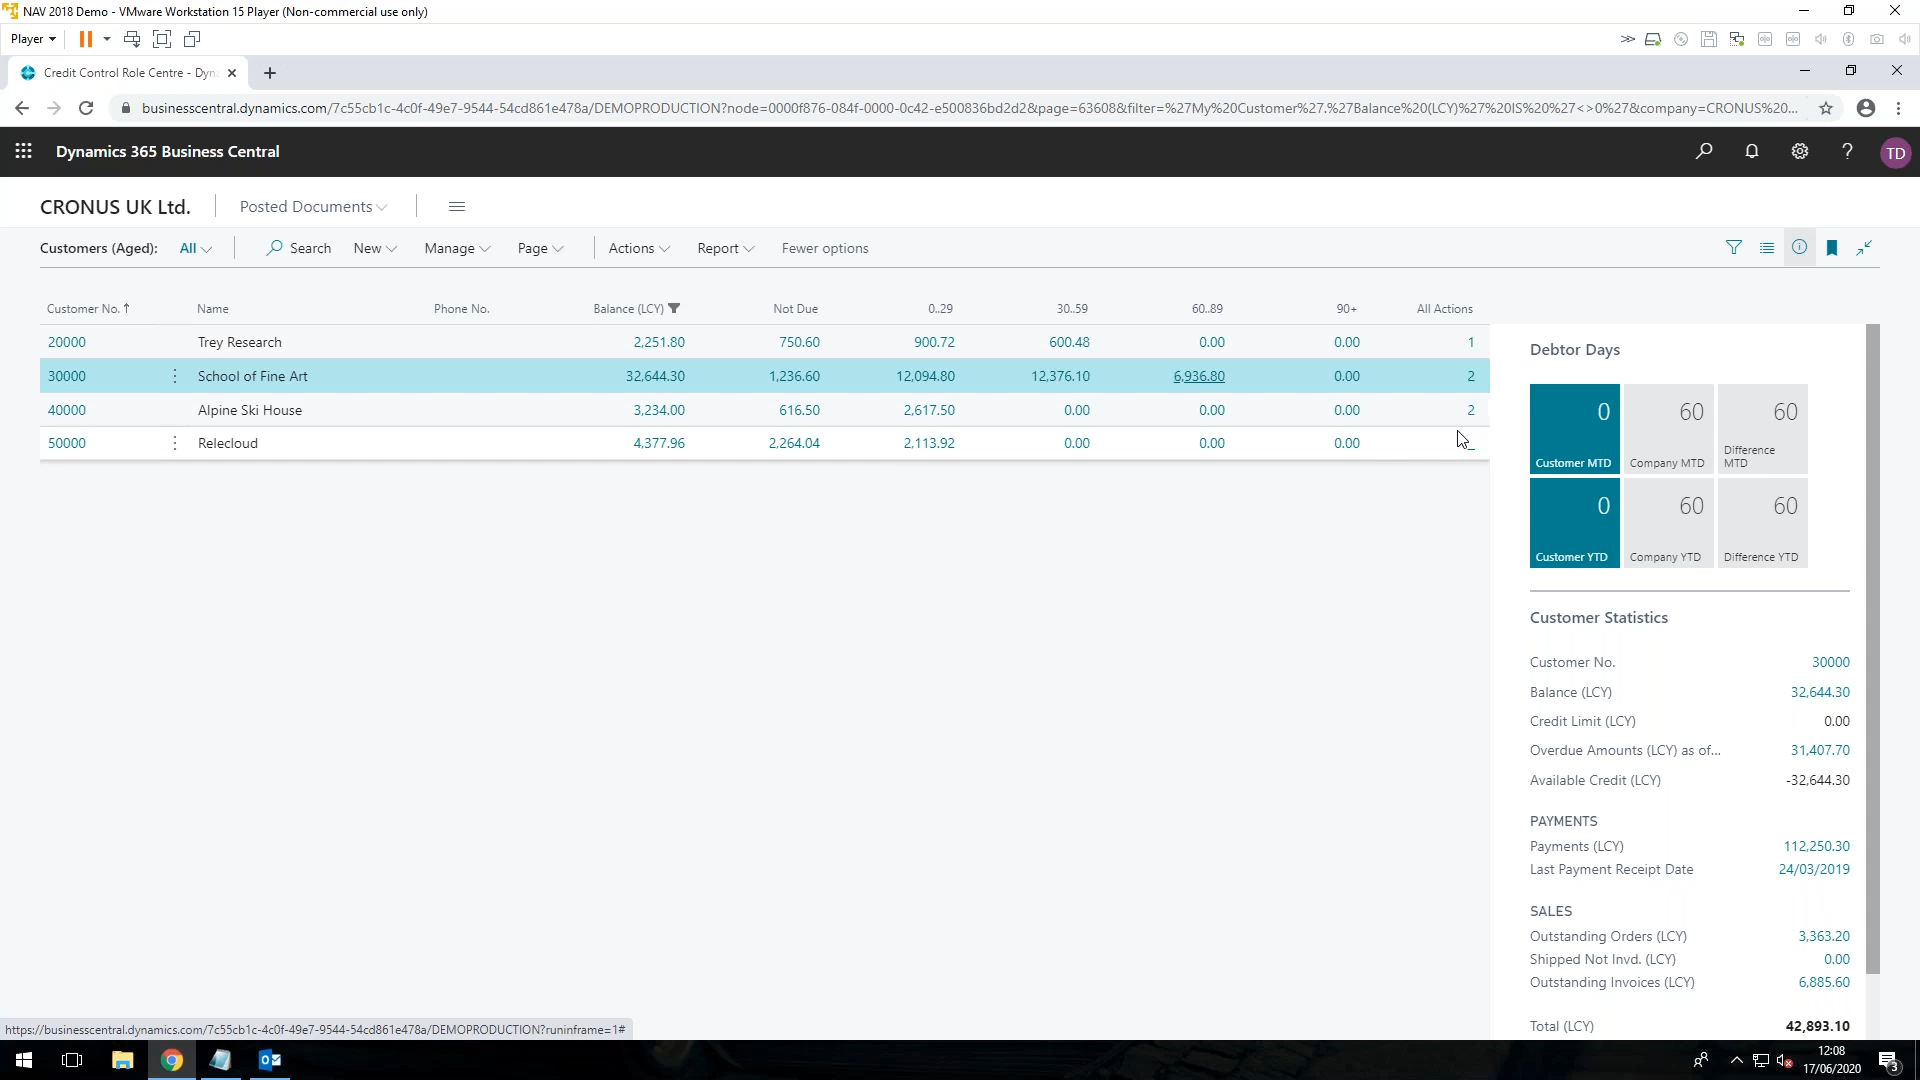 NAV 2018 Demo - VMware Workstation 15 Player (Non-commercial use only)
Player
Credit Control Role Centre - Dyna
businesscentral.dynamics.com/7c55cb1c-4c0f-49e7-9544-54cd861e478a/DEMOPRODUCTION?node=0000f876-084f-0000-0c42-e500836bd2d2&page=63608&filter=%27My%20Customer%27.%27Balance%20(LCY)%27%20IS%20%27<>0%27&company=CRONUS%20...
Dynamics 365 Business Central
?
TD
CRONUS UK Ltd.
Posted Documents
Customers (Aged): All Search New Manage Page Actions Report Fewer options
Customer No. ↑ Name Phone No. Balance (LCY) Not Due 0..29 30..59 60..89 90+ All Actions
20000 Trey Research 2,251.80 750.60 900.72 600.48 0.00 0.00 1
30000 School of Fine Art 32,644.30 1,236.60 12,094.80 12,376.10 6,936.80 0.00 2
40000 Alpine Ski House 3,234.00 616.50 2,617.50 0.00 0.00 0.00 2
50000 Relecloud 4,377.96 2,264.04 2,113.92 0.00 0.00 0.00 _
Debtor Days
0 60 60
Customer MTD Company MTD Difference MTD
0 60 60
Customer YTD Company YTD Difference YTD
Customer Statistics
Customer No. 30000
Balance (LCY) 32,644.30
Credit Limit (LCY) 0.00
Overdue Amounts (LCY) as of... 31,407.70
Available Credit (LCY) -32,644.30
PAYMENTS
Payments (LCY) 112,250.30
Last Payment Receipt Date 24/03/2019
SALES
Outstanding Orders (LCY) 3,363.20
Shipped Not Invd. (LCY) 0.00
Outstanding Invoices (LCY) 6,885.60
Total (LCY) 42,893.10
https://businesscentral.dynamics.com/7c55cb1c-4c0f-49e7-9544-54cd861e478a/DEMOPRODUCTION?runinframe=1#
12:08
17/06/2020
3